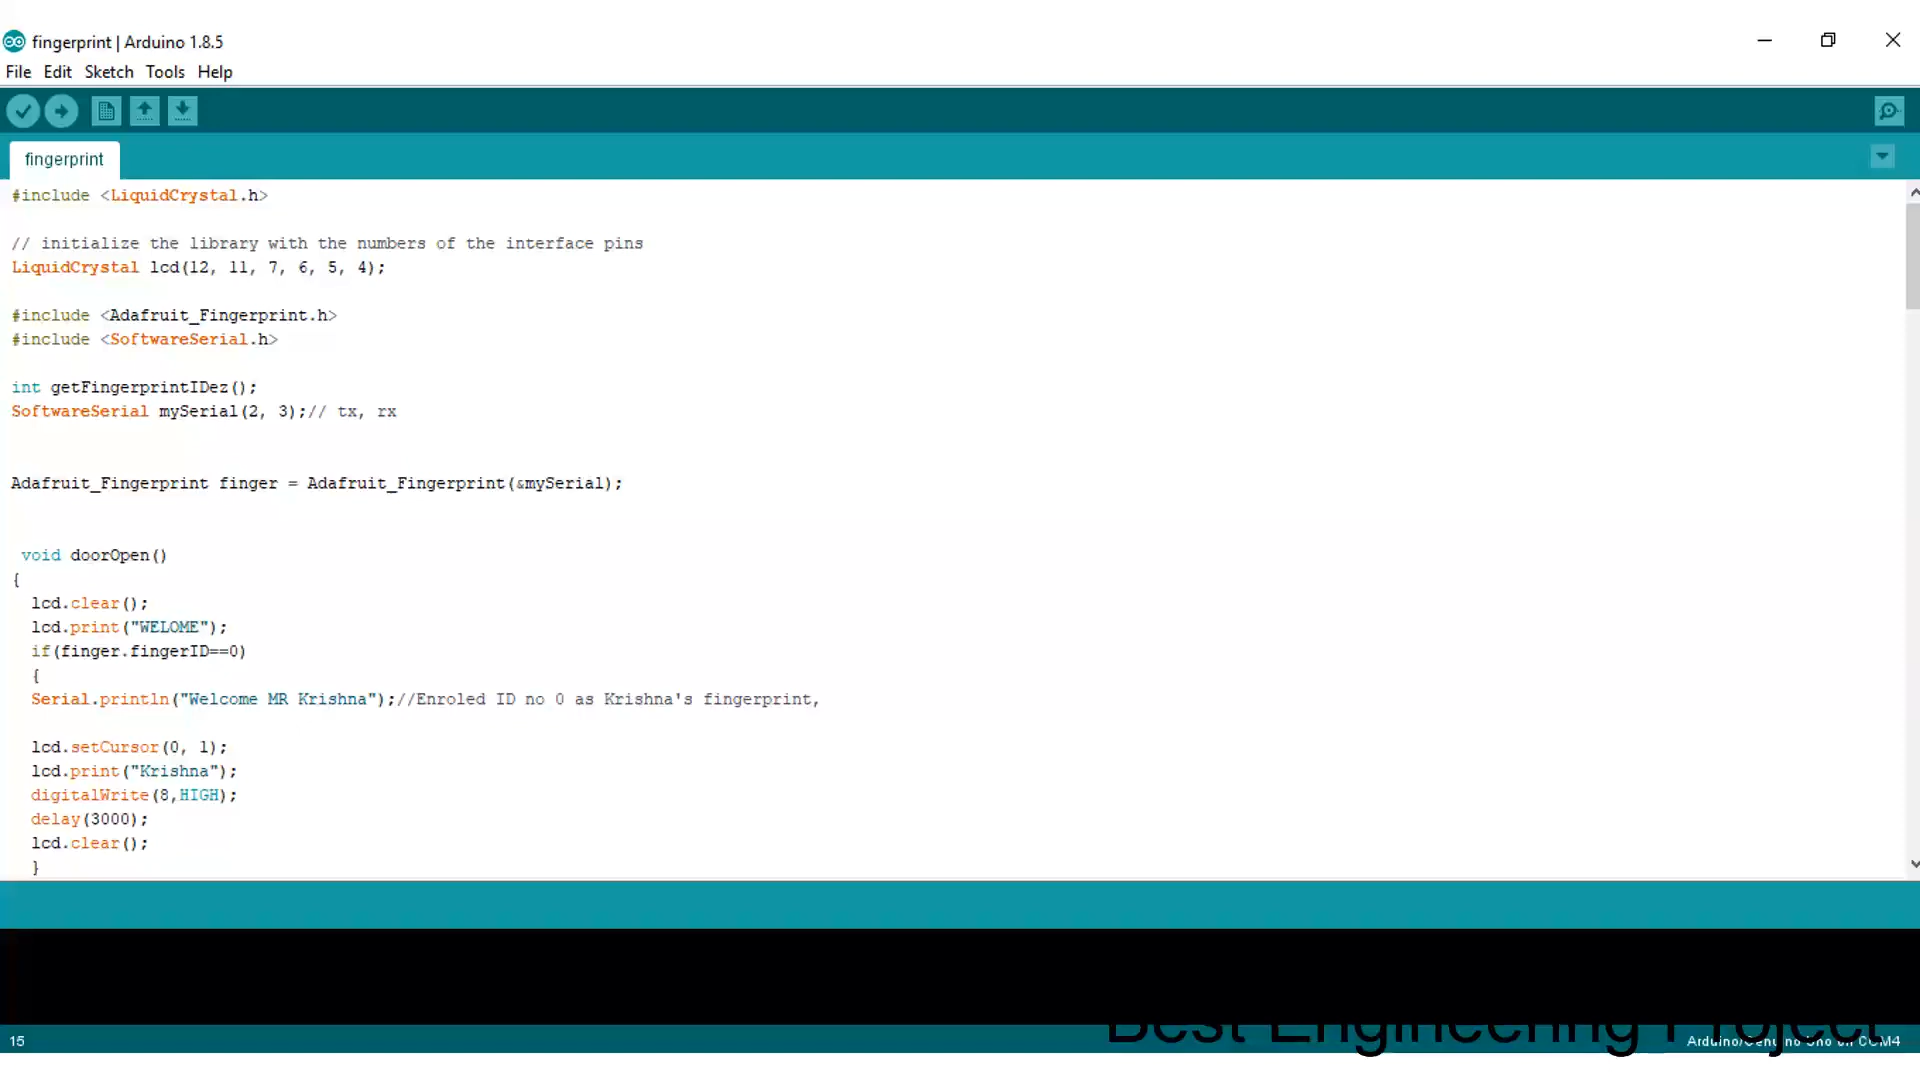 fingerprint | Arduino 1.8.5
File Edit Sketch Tools Help
fingerprint
#include <LiquidCrystal.h>
// initialize the library with the numbers of the interface pins
LiquidCrystal lcd(12, 11, 7, 6, 5, 4);
#include <Adafruit_Fingerprint.h>
#include <SoftwareSerial.h>
int getFingerprintIDez();
SoftwareSerial mySerial(2, 3);// tx, rx
Adafruit_Fingerprint finger = Adafruit_Fingerprint(&mySerial);
void doorOpen()
{
lcd.clear();
lcd.print("WELOME");
if(finger.fingerID==0)
{
Serial.println("Welcome MR Krishna");//Enroled ID no 0 as Krishna's fingerprint,
lcd.setCursor(0, 1);
lcd.print("Krishna");
digitalWrite(8,HIGH);
delay(3000);
lcd.clear();
}
Best Engineering Project
15
Arduino/Genuino Uno on COM4